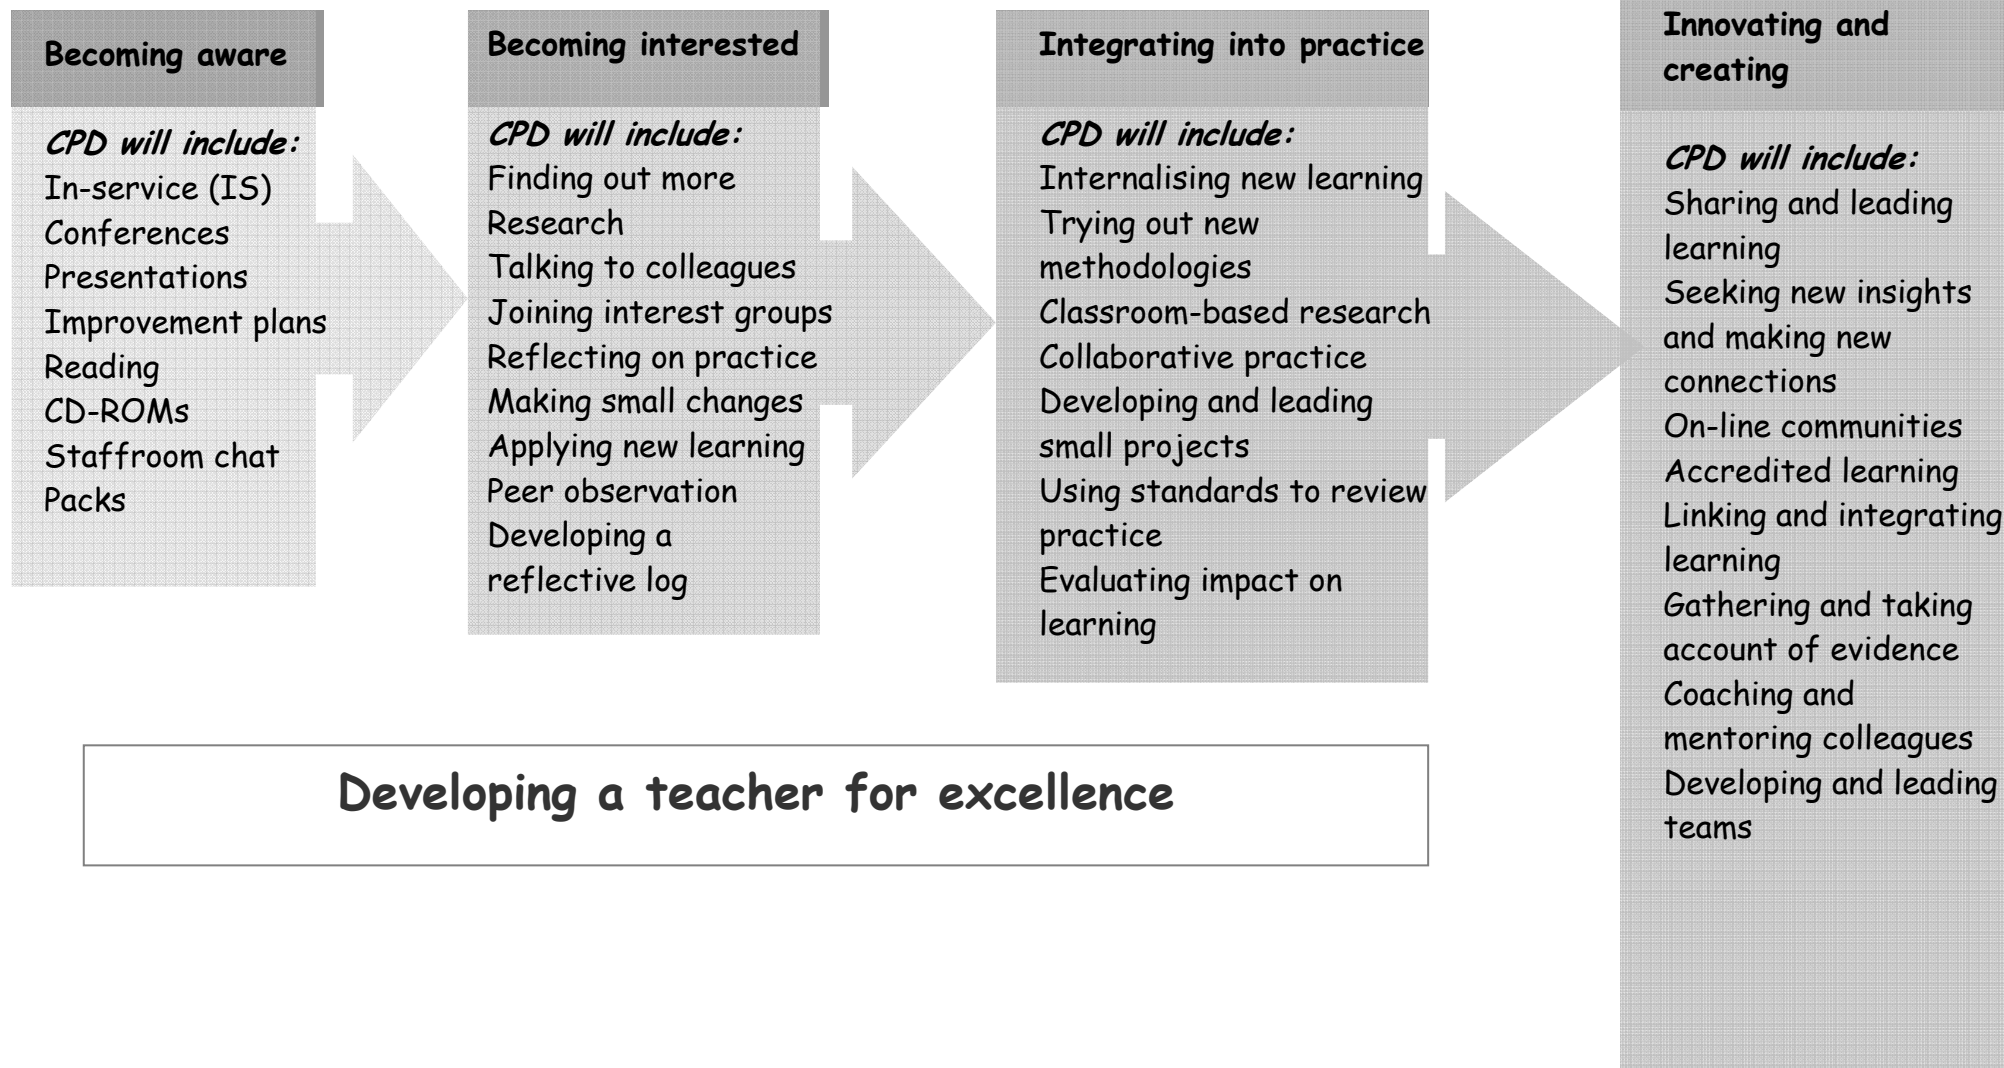 Becoming aware
CPD will include:
In-service (IS)
Conferences
Presentations
Improvement plans
Reading
CD-ROMs
Staffroom chat
Packs
Becoming interested
CPD will include:
Finding out more
Research
Talking to colleagues
Joining interest groups
Reflecting on practice
Making small changes
Applying new learning
Peer observation
Developing a
reflective log
Integrating into practice
CPD will include:
Internalising new learning
Trying out new
methodologies
Classroom-based research
Collaborative practice
Developing and leading
small projects
Using standards to review
practice
Evaluating impact on
learning
Innovating and
creating
CPD will include:
Sharing and leading
learning
Seeking new insights
and making new
connections
On-line communities
Accredited learning
Linking and integrating
learning
Gathering and taking
account of evidence
Coaching and
mentoring colleagues
Developing and leading
teams
Developing a teacher for excellence